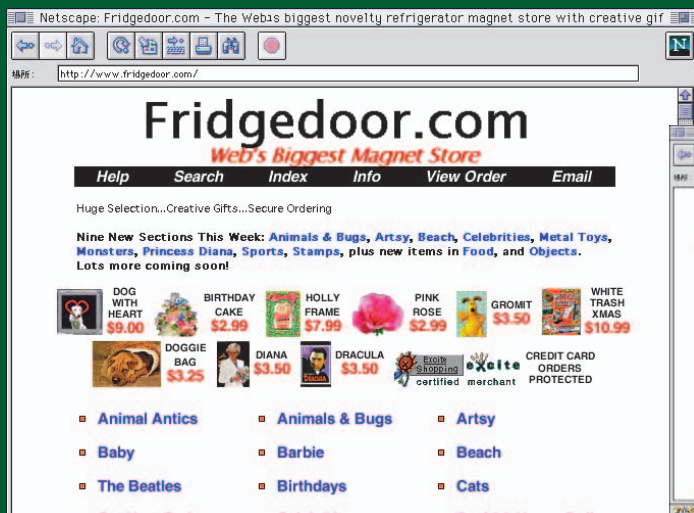 Netscape: Fridgedoor.com – The Web1s biggest novelty refrigerator magnet store with creative gif
N
場所: http://www.fridgedoor.com/
Fridgedoor.com
Web's Biggest Magnet Store
Help Search Index Info View Order Email
Huge Selection...Creative Gifts...Secure Ordering
Nine New Sections This Week: Animals & Bugs, Artsy, Beach, Celebrities, Metal Toys,
Monsters, Princess Diana, Sports, Stamps, plus new items in Food, and Objects.
Lots more coming soon!
DOG
WITH
HEART
$9.00
BIRTHDAY
CAKE
$2.99
HOLLY
FRAME
$7.99
PINK
ROSE
$2.99
GROMIT
$3.50
WHITE
TRASH
XMAS
$10.99
DOGGIE
BAG
$3.25
DIANA
$3.50
DRACULA
DRACULA
$3.50
Excite
Shopping
excite
certified merchant
CREDIT CARD
ORDERS
PROTECTED
Animal Antics Animals & Bugs Artsy
Baby Barbie Beach
The Beatles Birthdays Cats
場所: